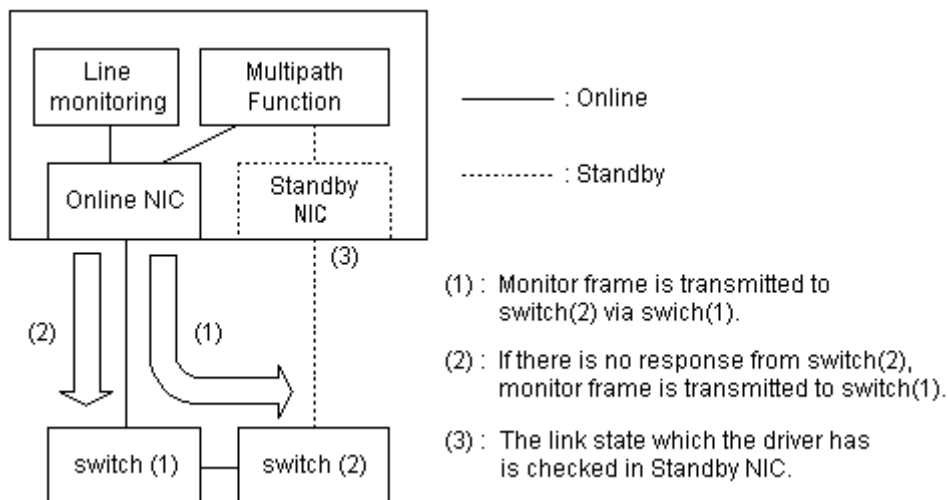 Line
monitoring
Multipath
Function
Online NIC
Standby
NIC
(3)
(2)
(1)
switch (1)
switch (2)
: Online
: Standby
(1) : Monitor frame is transmitted to
switch(2) via swich(1).
(2) : If there is no response from switch(2),
monitor frame is transmitted to switch(1).
(3) : The link state which the driver has
is checked in Standby NIC.